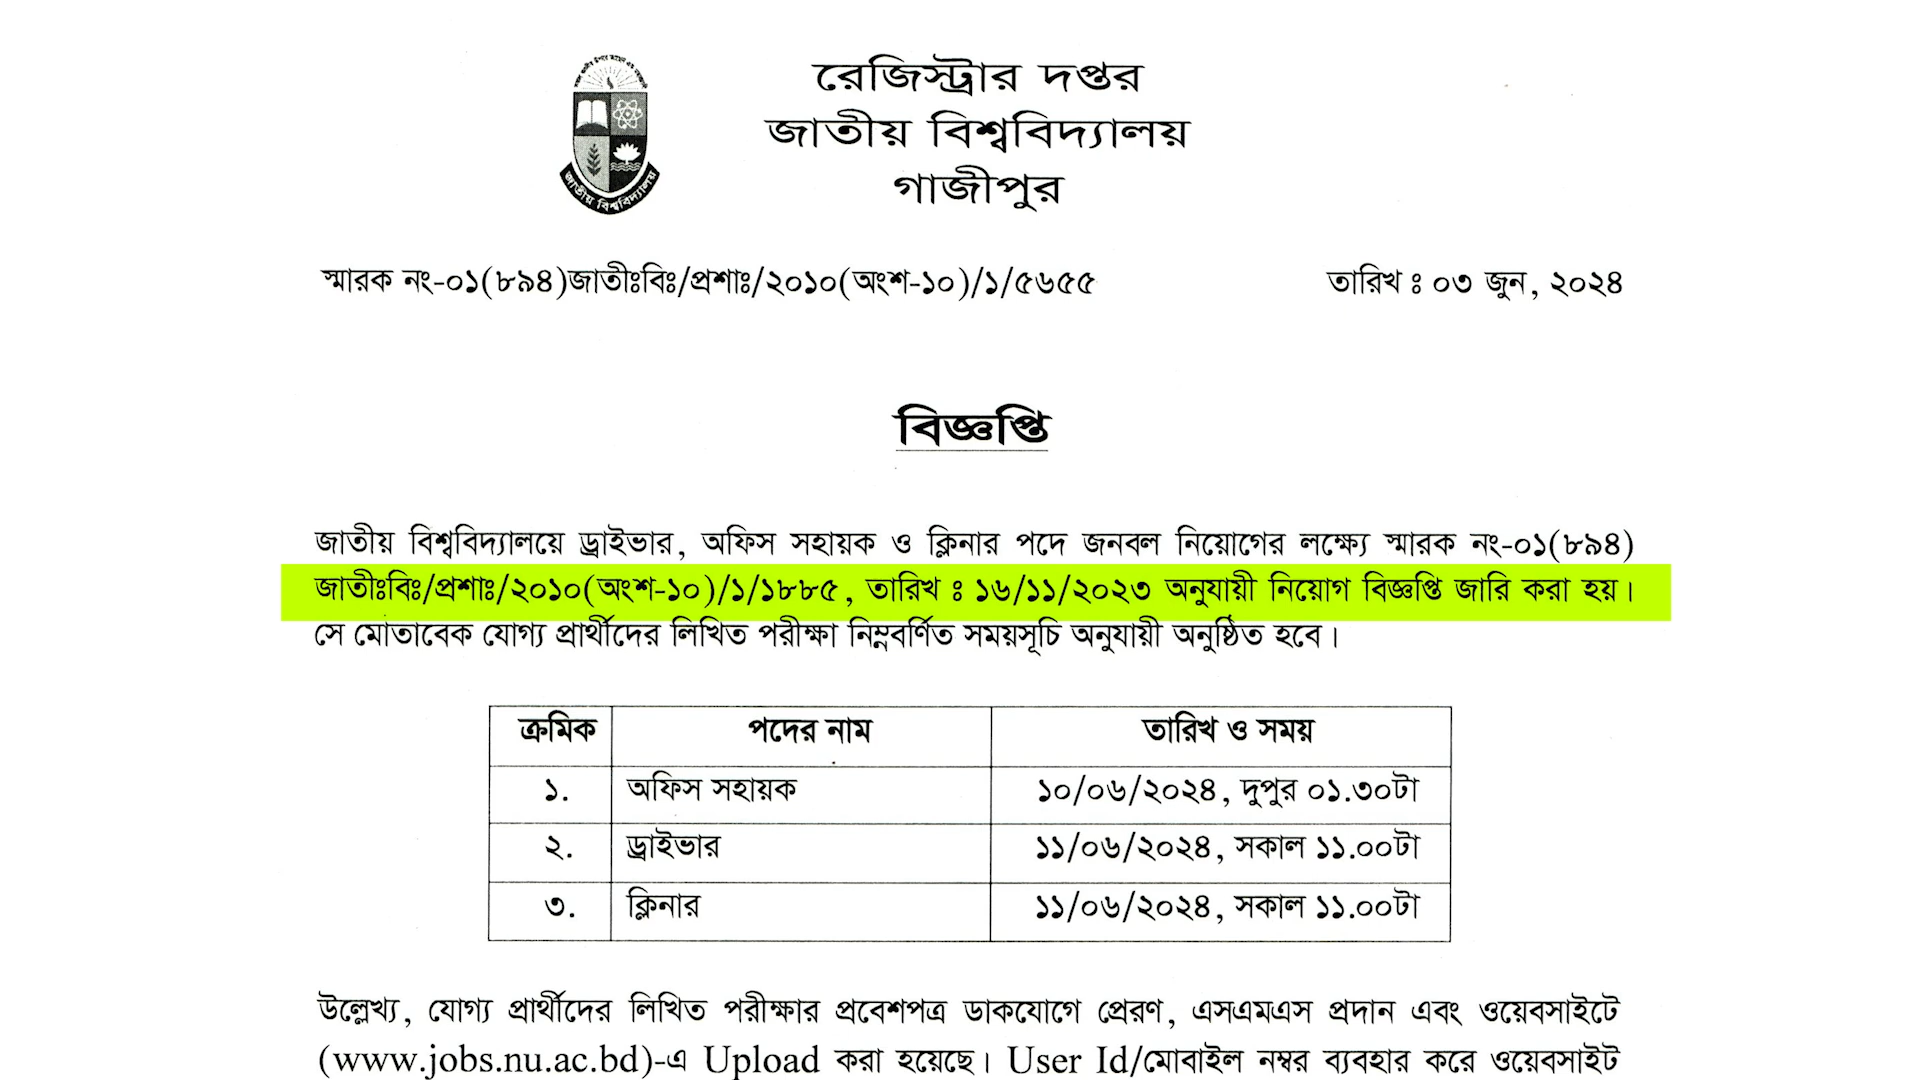 রেজিস্ট্রার দপ্তর
জাতীয় বিশ্ববিদ্যালয়
গাজীপুর
জাতীয় বিশ্ববিদ্যালয়
স্মারক নং-০১(৮৯৪)জাতীঃবিঃ/প্রশাঃ/২০১০(অংশ-১০)/১/৫৬৫৫ তারিখ ঃ ০৩ জুন, ২০২৪
বিজ্ঞপ্তি
জাতীয় বিশ্ববিদ্যালয়ে ড্রাইভার, অফিস সহায়ক ও ক্লিনার পদে জনবল নিয়োগের লক্ষ্যে স্মারক নং-০১(৮৯৪)
জাতীঃবিঃ/প্রশাঃ/২০১০(অংশ-১০)/১/১৮৮৫, তারিখ ঃ ১৬/১১/২০২৩ অনুযায়ী নিয়োগ বিজ্ঞপ্তি জারি করা হয়।
সে মোতাবেক যোগ্য প্রার্থীদের লিখিত পরীক্ষা নিম্নবর্ণিত সময়সূচি অনুযায়ী অনুষ্ঠিত হবে।
ক্রমিক পদের নাম তারিখ ও সময়
১. অফিস সহায়ক ১০/০৬/২০২৪, দুপুর ০১.৩০টা
২. ড্রাইভার ১১/০৬/২০২৪, সকাল ১১.০০টা
৩. ক্লিনার ১১/০৬/২০২৪, সকাল ১১.০০টা
উল্লেখ্য, যোগ্য প্রার্থীদের লিখিত পরীক্ষার প্রবেশপত্র ডাকযোগে প্রেরণ, এসএমএস প্রদান এবং ওয়েবসাইটে
(www.jobs.nu.ac.bd)-এ Upload করা হয়েছে। User Id/মোবাইল নম্বর ব্যবহার করে ওয়েবসাইট